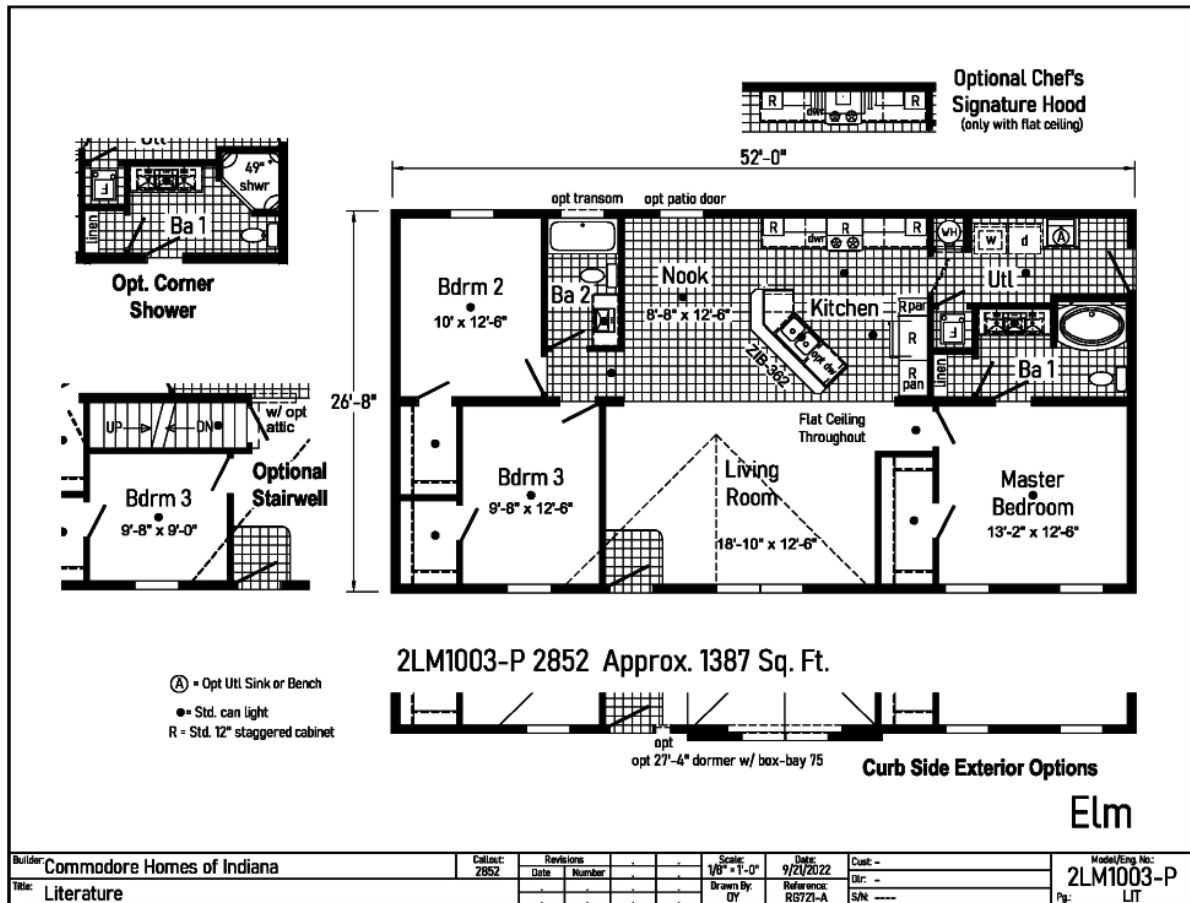 Optional Chef's
Signature Hood
(only with flat ceiling)
R
R
dwr
52'-0"
Utl
49"
shwr
F
linen
Ba 1
Opt. Corner
Shower
opt transom
opt patio door
26'-8"
Bdrm 2
10' x 12'-6"
Ba 2
Nook
8'-8" x 12'-6"
R
R
R
dwr
Kitchen
ZIB-362
opt dw
R par
R
R
pan
WH
w
d
A
Utl
F
linen
Ba 1
UP
DN
w/ opt
attic
Optional
Stairwell
Bdrm 3
9'-8" x 9'-0"
Bdrm 3
9'-8" x 12'-6"
Flat Ceiling
Throughout
Living
Room
18'-10" x 12'-6"
Master
Bedroom
13'-2" x 12'-6"
2LM1003-P 2852 Approx. 1387 Sq. Ft.
A = Opt Utl Sink or Bench
●= Std. can light
R = Std. 12" staggered cabinet
opt
opt 27'-4" dormer w/ box-bay 75
Curb Side Exterior Options
Elm
Builder: Commodore Homes of Indiana
Title: Literature
Callout:
2852
Revisions
Date Number
Scale:
1/8" = 1'-0"
Date:
9/21/2022
Drawn By:
OY
Reference:
RG721-A
Cust: -
Dlr: -
S/N: ----
Model/Eng. No.:
2LM1003-P
Pg.: LIT